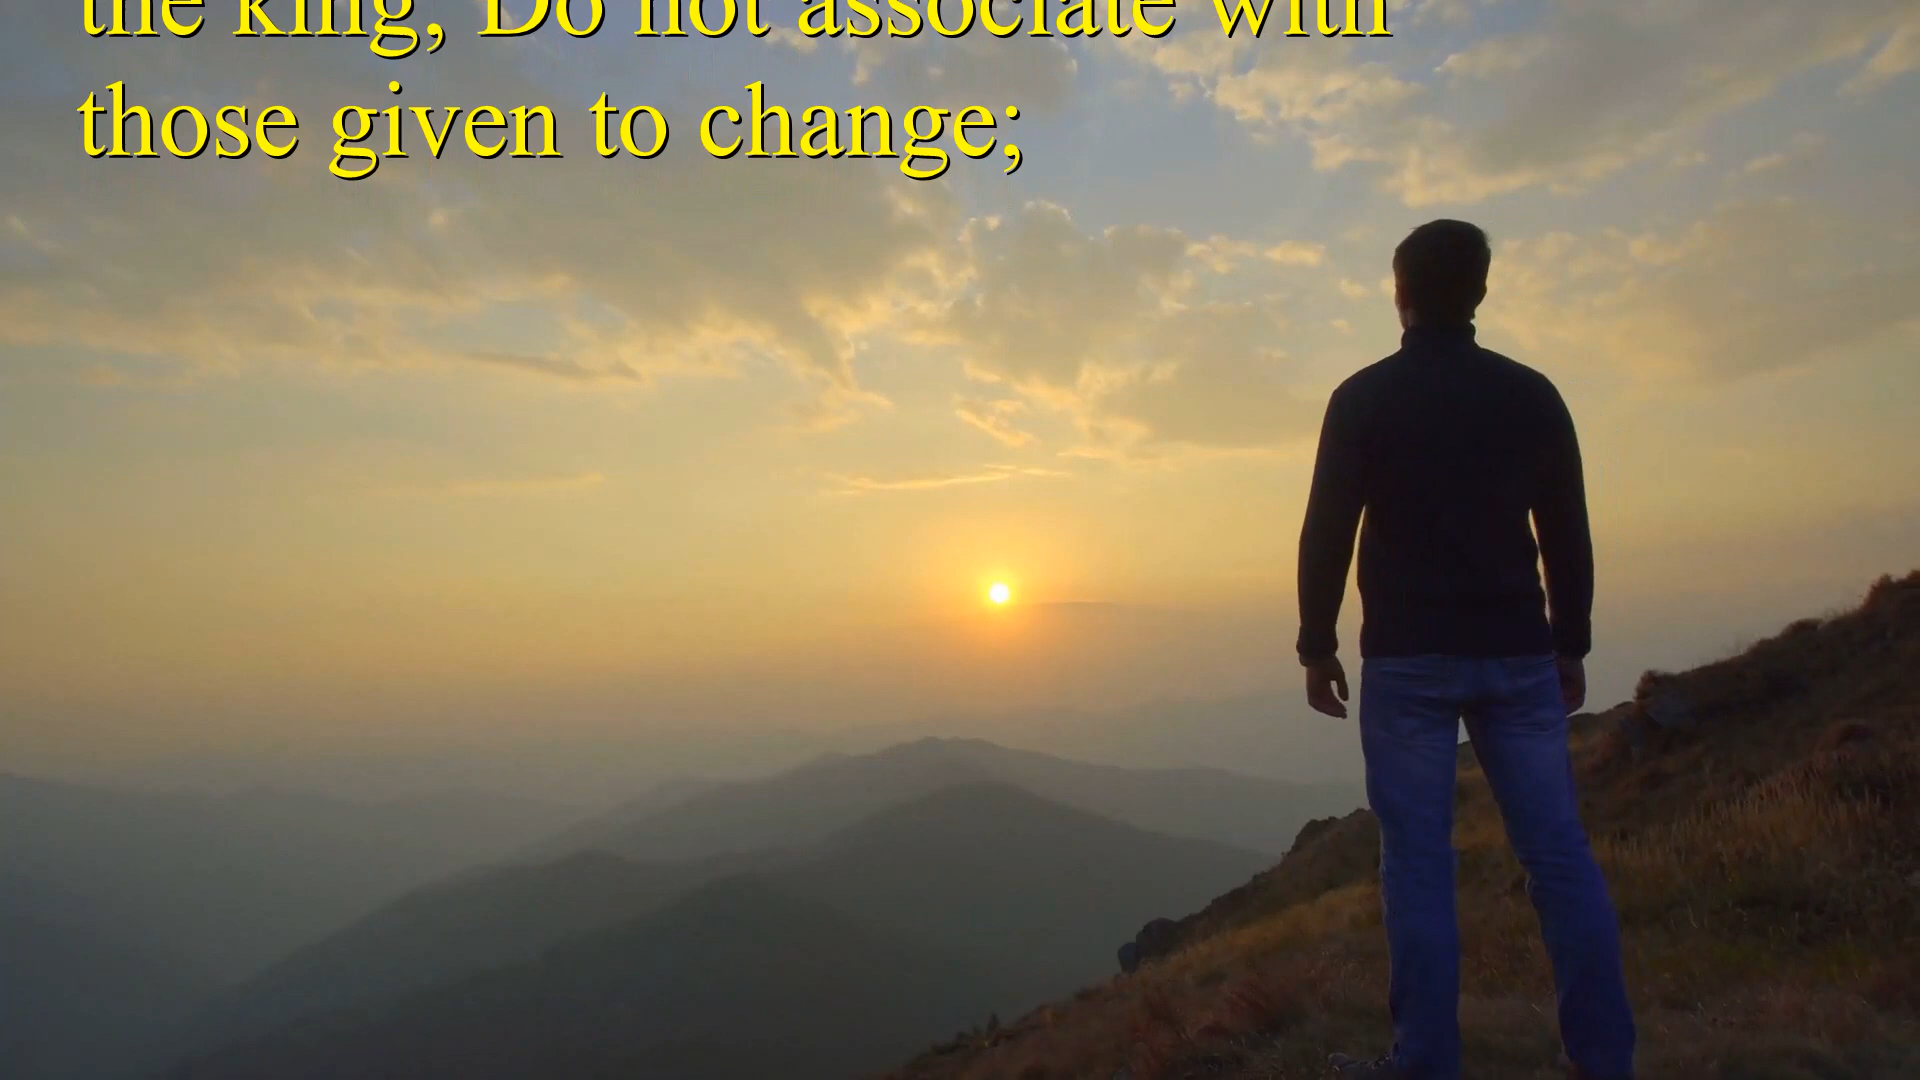 the king, Do not associate with
those given to change;